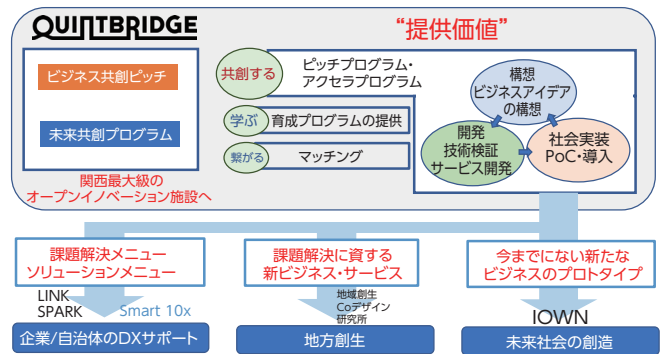 QUINTBRIDGE
ビジネス共創ピッチ
未来共創プログラム
関西最大級の
オープンイノベーション施設へ
“提供価値”
共創する
ピッチプログラム・
アクセラプログラム
学ぶ
育成プログラムの提供
繋がる
マッチング
構想
ビジネスアイデア
の構想
開発
技術検証
サービス開発
社会実装
PoC・導入
課題解決メニュー
ソリューションメニュー
LINK
SPARK
Smart 10x
企業/自治体のDXサポート
課題解決に資する
新ビジネス・サービス
地域創生
Coデザイン
研究所
地方創生
今までにない新たな
ビジネスのプロトタイプ
IOWN
未来社会の創造